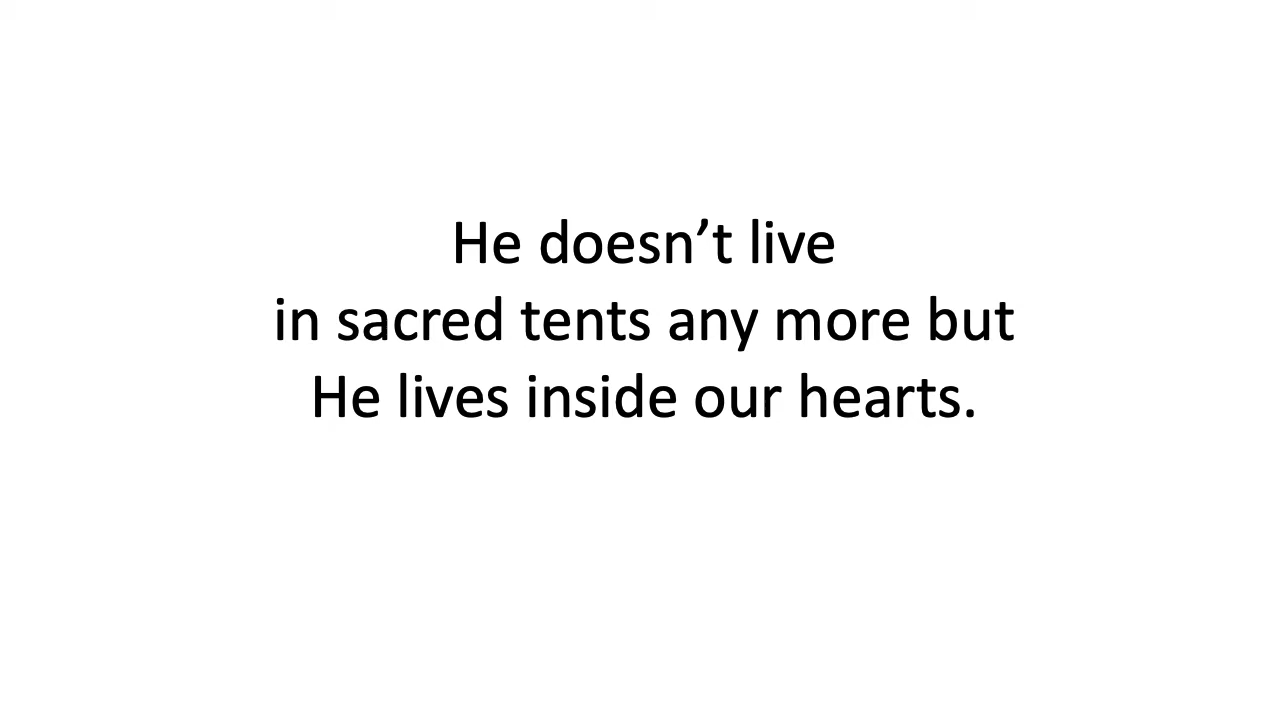 He doesn’t live
in sacred tents any more but
He lives inside our hearts.